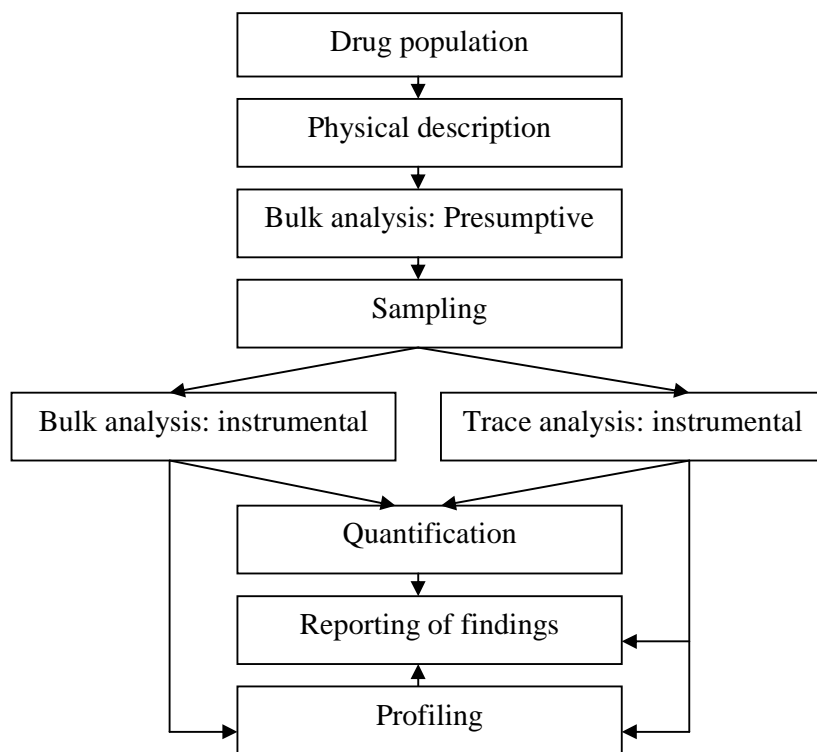 Drug population
Physical description
Bulk analysis: Presumptive
Sampling
Bulk analysis: instrumental
Trace analysis: instrumental
Quantification
Reporting of findings
Profiling